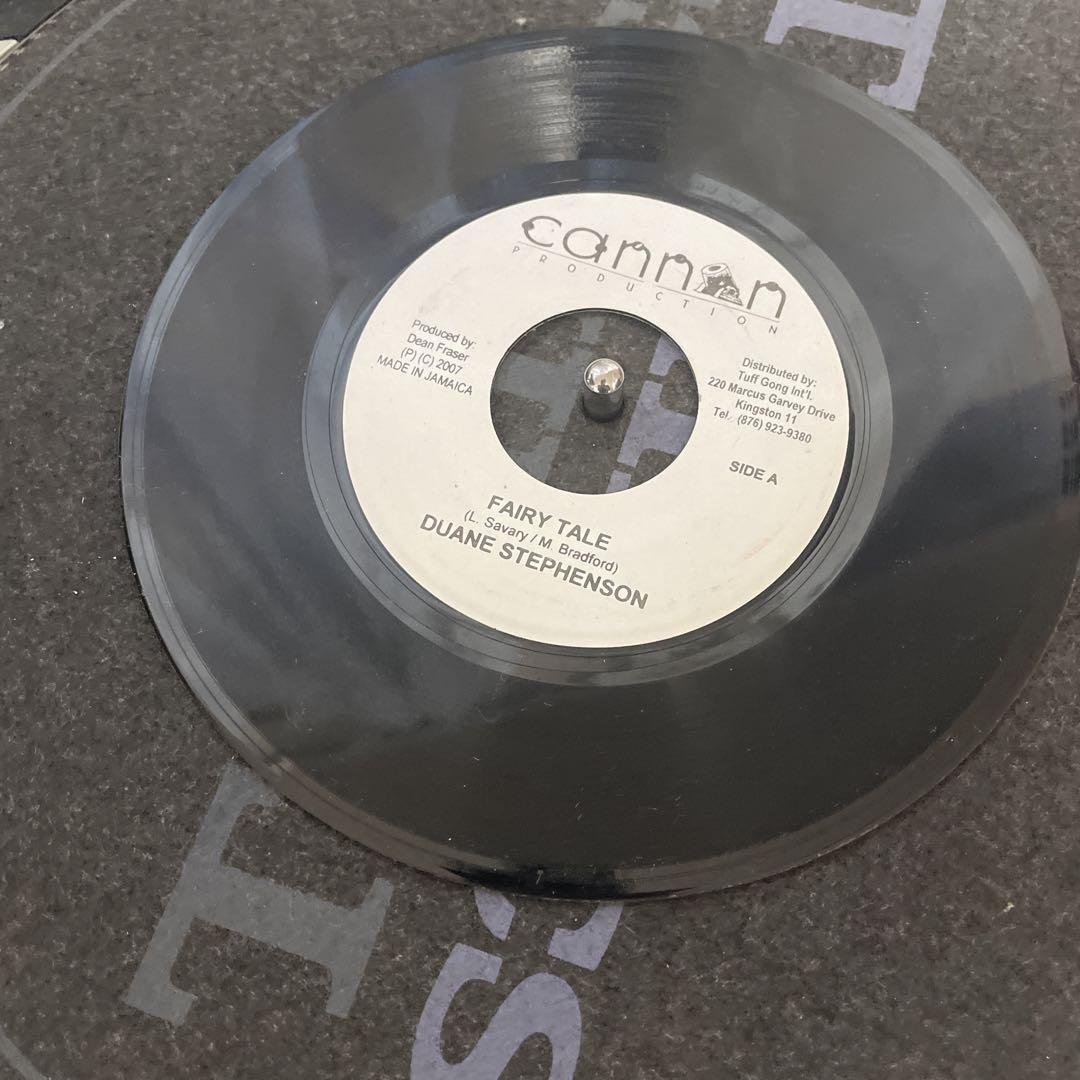 cannon
PRODUCTION
Produced by:
Dean Fraser
(P) (C) 2007
MADE IN JAMAICA
Distributed by:
Tuff Gong Int'l.
220 Marcus Garvey Drive
Kingston 11
Tel. (876) 923-9380
SIDE A
FAIRY TALE
(L. Savary / M. Bradford)
DUANE STEPHENSON